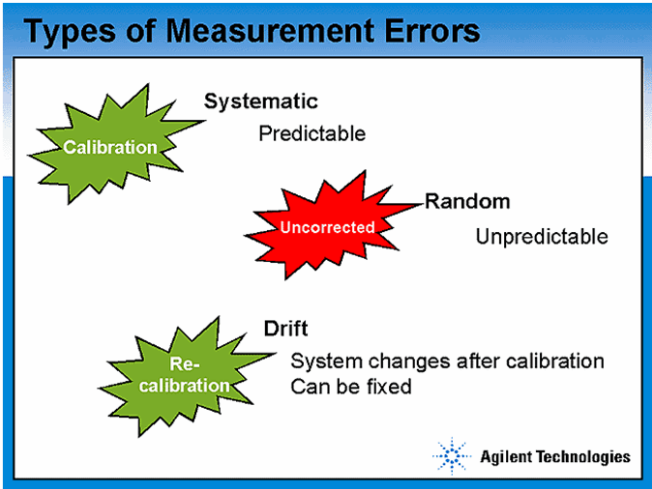 Types of Measurement Errors
Systematic
Calibration
Predictable
Random
Uncorrected
Unpredictable
Drift
Re-
calibration
System changes after calibration
Can be fixed
Agilent Technologies